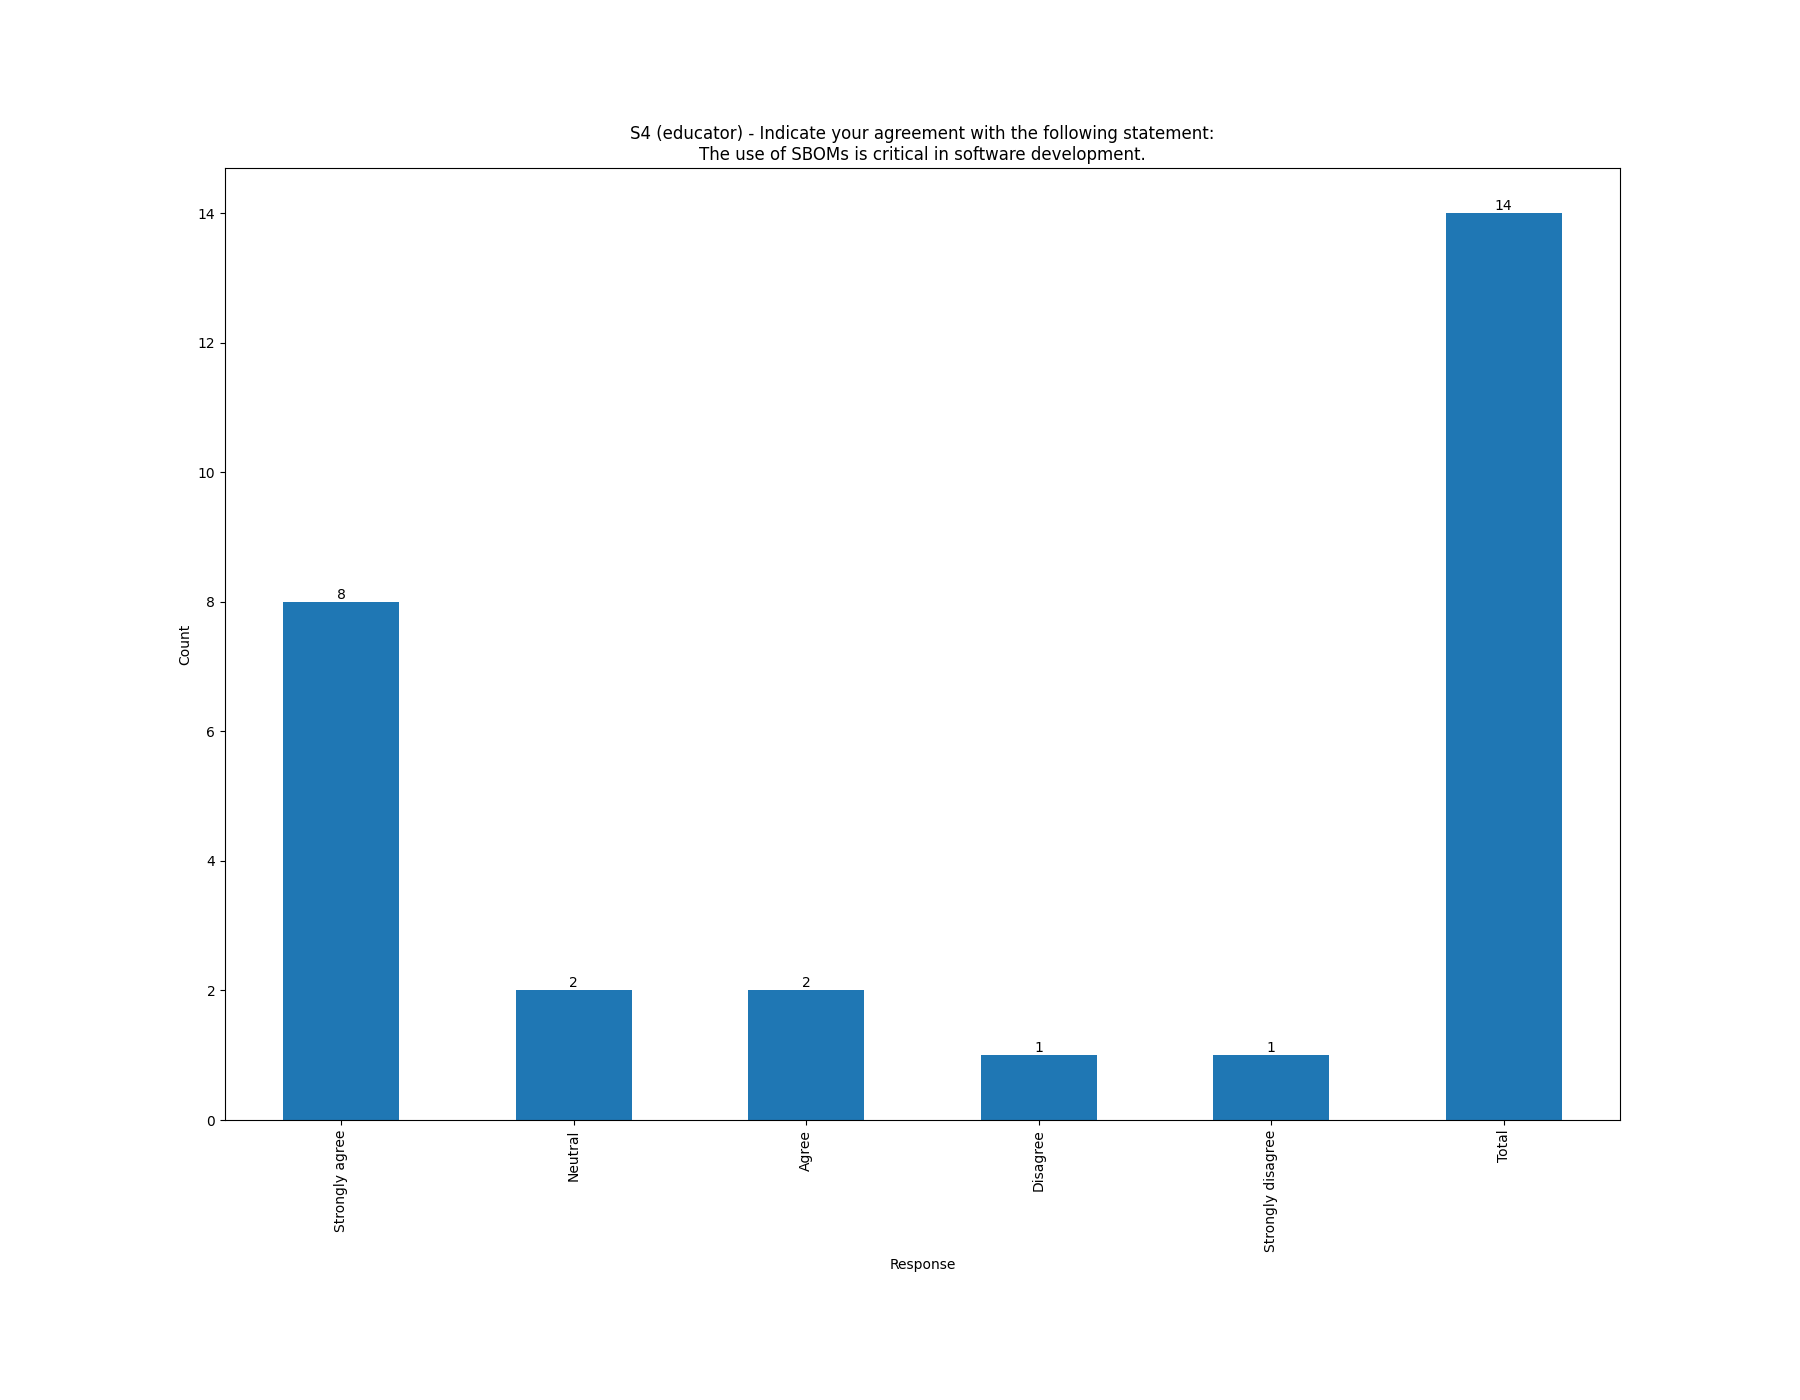 S4 (educator) - Indicate your agreement with the following statement:
The use of SBOMs is critical in software development.
14
12
10
8
6
4
2
0
Count
8
2
2
1
1
14
Strongly agree
Neutral
Agree
Disagree
Strongly disagree
Total
Response